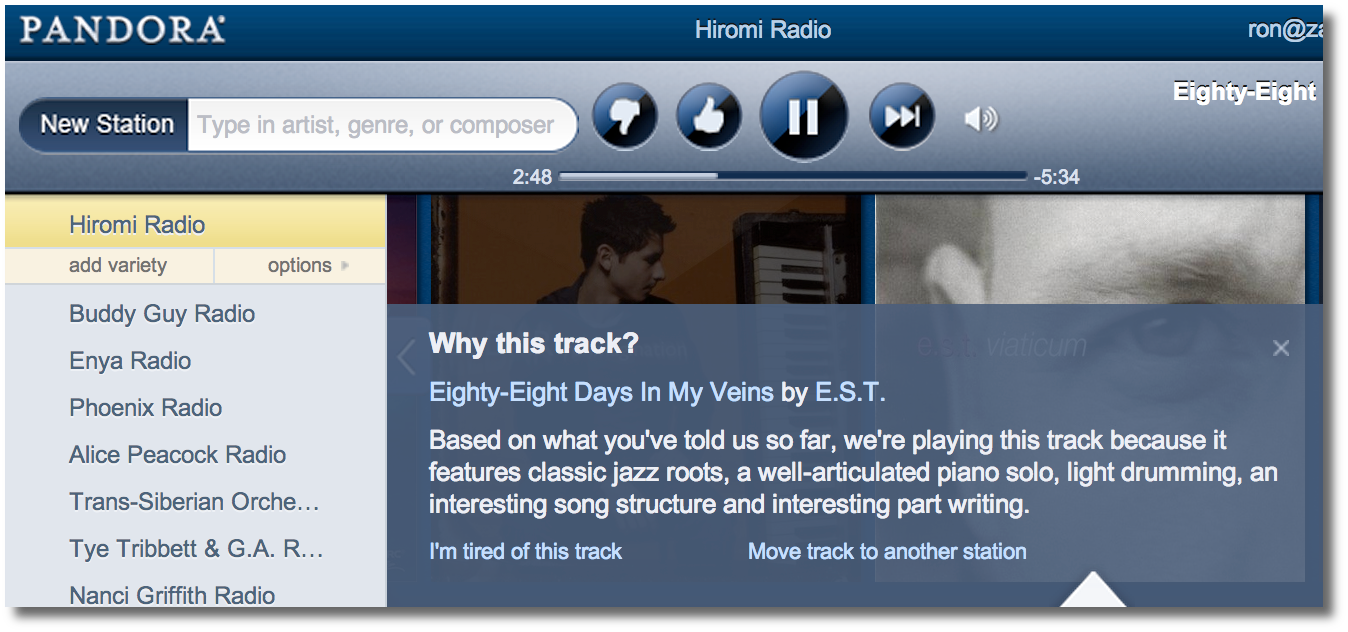 PANDORA
Hiromi Radio
ron@za
New Station
Type in artist, genre, or composer
Eighty-Eight
2:48
-5:34
Hiromi Radio
add variety
options
Buddy Guy Radio
Enya Radio
Phoenix Radio
Alice Peacock Radio
Trans-Siberian Orche…
Tye Tribbett & G.A. R…
Nanci Griffith Radio
e.s.t. viaticum
Why this track?
Eighty-Eight Days In My Veins by E.S.T.
Based on what you've told us so far, we're playing this track because it
features classic jazz roots, a well-articulated piano solo, light drumming, an
interesting song structure and interesting part writing.
I'm tired of this track
Move track to another station